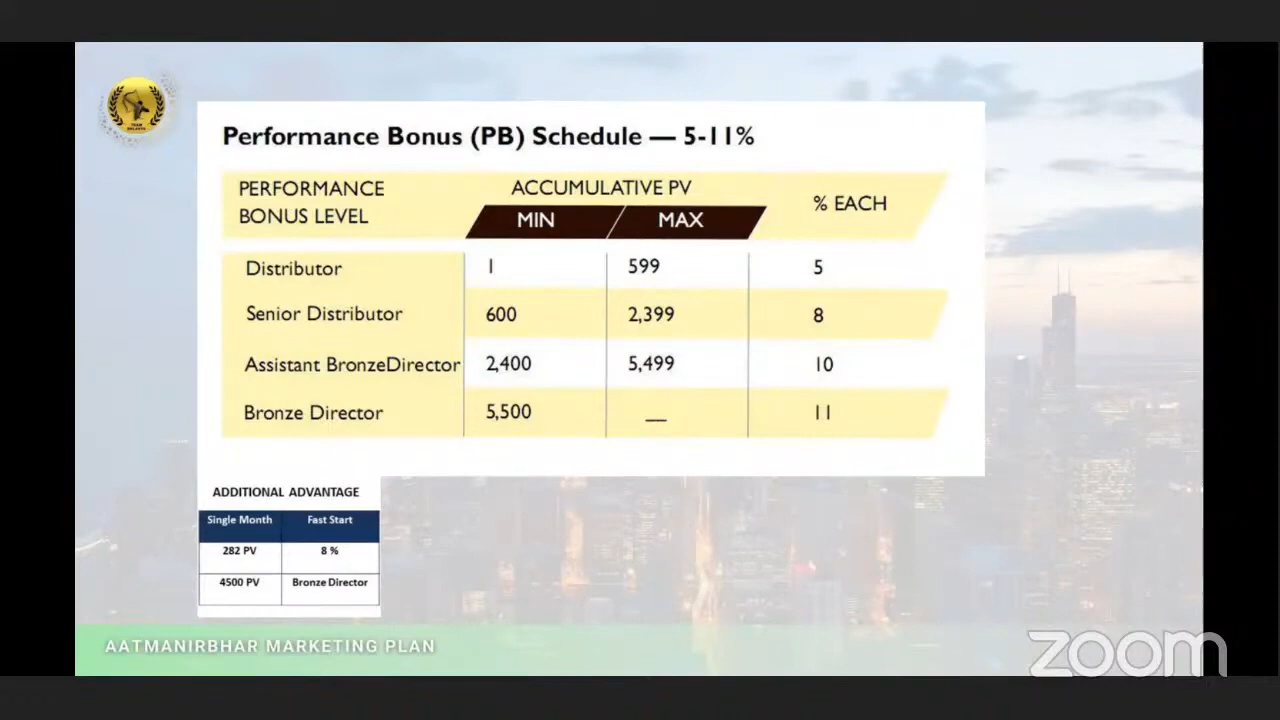 Performance Bonus (PB) Schedule — 5-11%
PERFORMANCE BONUS LEVEL
ACCUMULATIVE PV
MIN MAX
% EACH
Distributor 1 599 5
Senior Distributor 600 2,399 8
Assistant BronzeDirector 2,400 5,499 10
Bronze Director 5,500 __ 11
ADDITIONAL ADVANTAGE
Single Month Fast Start
282 PV 8 %
4500 PV Bronze Director
AATMANIRBHAR MARKETING PLAN
zoom